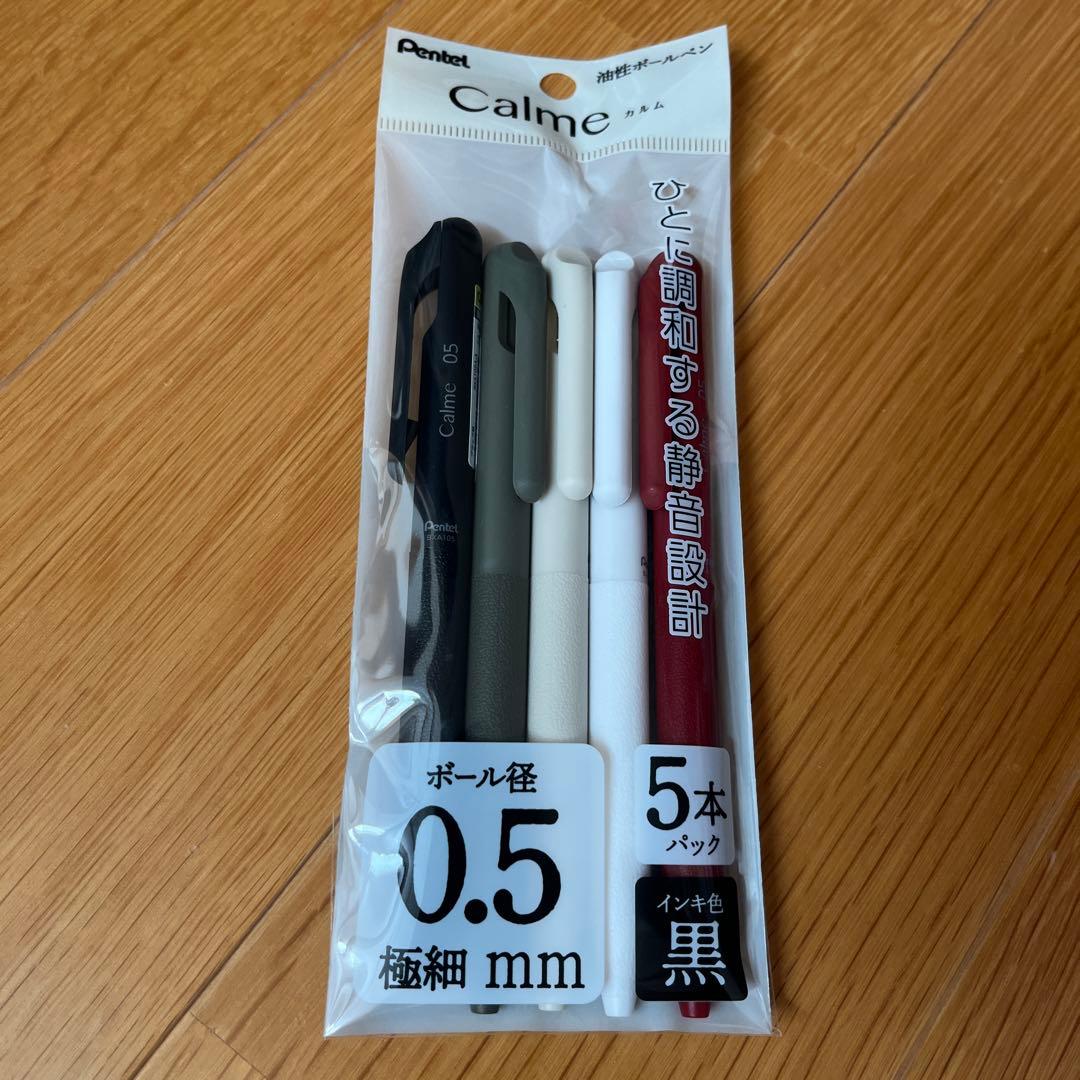 Pentel
油性ボールペン
Calme カルム
ひとに調和する静音設計
Calme 05
Pentel
BXA105
05
ボール径
0.5
極細 mm
5本
パック
インキ色
黒